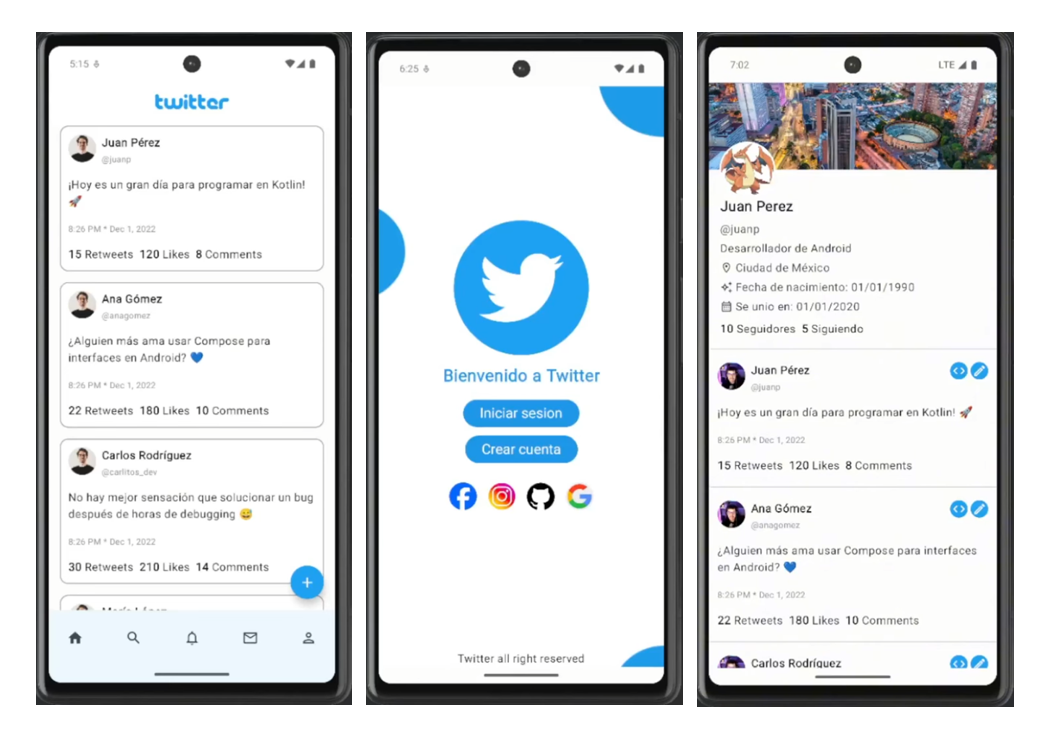 5:15
twitter
Juan Pérez
@juanp
¡Hoy es un gran día para programar en Kotlin!
🚀
8:26 PM * Dec 1, 2022
15 Retweets 120 Likes 8 Comments
Ana Gómez
@anagomez
¿Alguien más ama usar Compose para
interfaces en Android? 💙
8:26 PM * Dec 1, 2022
22 Retweets 180 Likes 10 Comments
Carlos Rodríguez
@carlitos_dev
No hay mejor sensación que solucionar un bug
después de horas de debugging 😅
8:26 PM * Dec 1, 2022
30 Retweets 210 Likes 14 Comments
+
6:25
Bienvenido a Twitter
Iniciar sesion
Crear cuenta
Twitter all right reserved
7:02 LTE
Juan Perez
@juanp
Desarrollador de Android
Ciudad de México
Fecha de nacimiento: 01/01/1990
Se unio en: 01/01/2020
10 Seguidores 5 Siguiendo
Juan Pérez
@juanp
¡Hoy es un gran día para programar en Kotlin! 🚀
8:26 PM * Dec 1, 2022
15 Retweets 120 Likes 8 Comments
Ana Gómez
@anagomez
¿Alguien más ama usar Compose para interfaces
en Android? 💙
8:26 PM * Dec 1, 2022
22 Retweets 180 Likes 10 Comments
Carlos Rodríguez